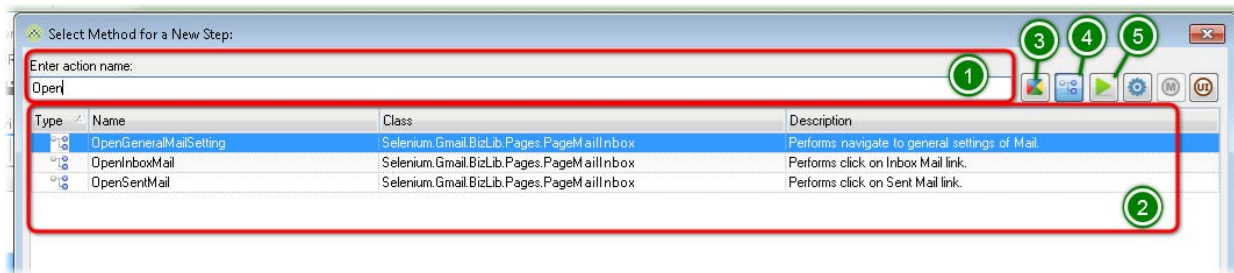 Select Method for a New Step:
3 4 5
Enter action name:
1
Open
M UI
Type Name Class Description
OpenGeneralMailSetting Selenium.Gmail.BizLib.Pages.PageMailInbox Performs navigate to general settings of Mail.
OpenInboxMail Selenium.Gmail.BizLib.Pages.PageMailInbox Performs click on Inbox Mail link.
OpenSentMail Selenium.Gmail.BizLib.Pages.PageMailInbox Performs click on Sent Mail link.
2